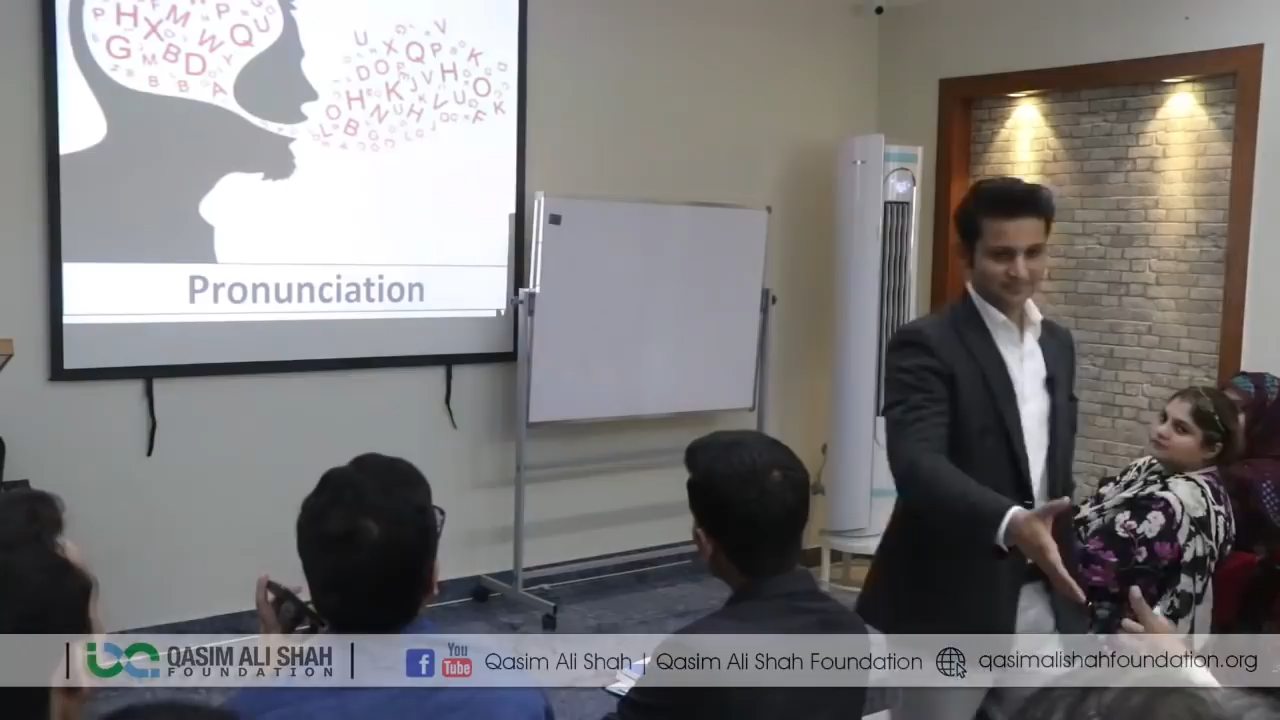 Pronunciation
QASIM ALI SHAH
FOUNDATION
f
You
Tube
Qasim Ali Shah | Qasim Ali Shah Foundation
qasimalishahfoundation.org